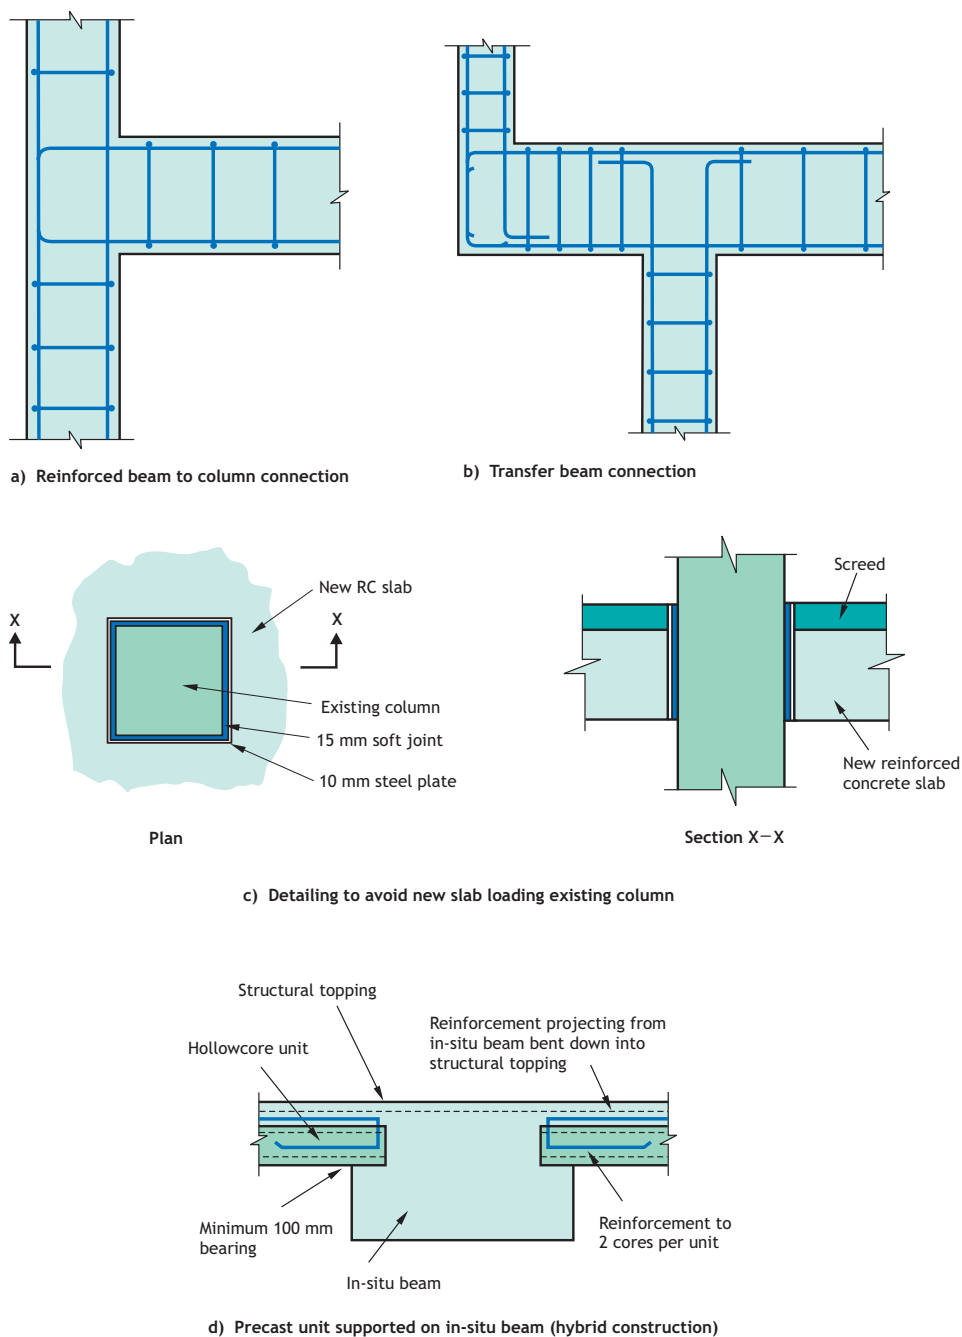 a) Reinforced beam to column connection
b) Transfer beam connection
New RC slab
X
X
Existing column
15 mm soft joint
10 mm steel plate
Plan
Screed
New reinforced
concrete slab
Section X–X
c) Detailing to avoid new slab loading existing column
Structural topping
Hollowcore unit
Reinforcement projecting from
in-situ beam bent down into
structural topping
Minimum 100 mm
bearing
In-situ beam
Reinforcement to
2 cores per unit
d) Precast unit supported on in-situ beam (hybrid construction)